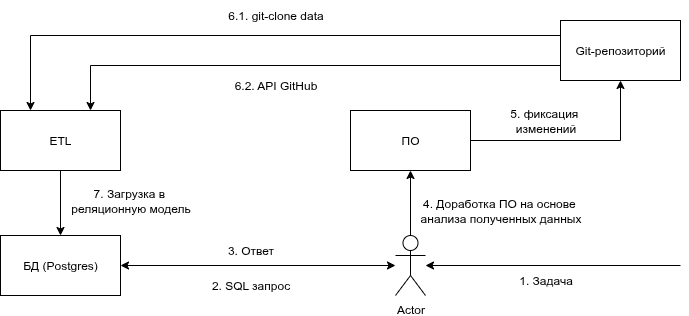 6.1. git-clone data
Git-репозиторий
6.2. API GitHub
5. фиксация
изменений
ETL
ПО
7. Загрузка в
реляционную модель
4. Доработка ПО на основе
анализа полученных данных
3. Ответ
БД (Postgres)
2. SQL запрос
1. Задача
Actor